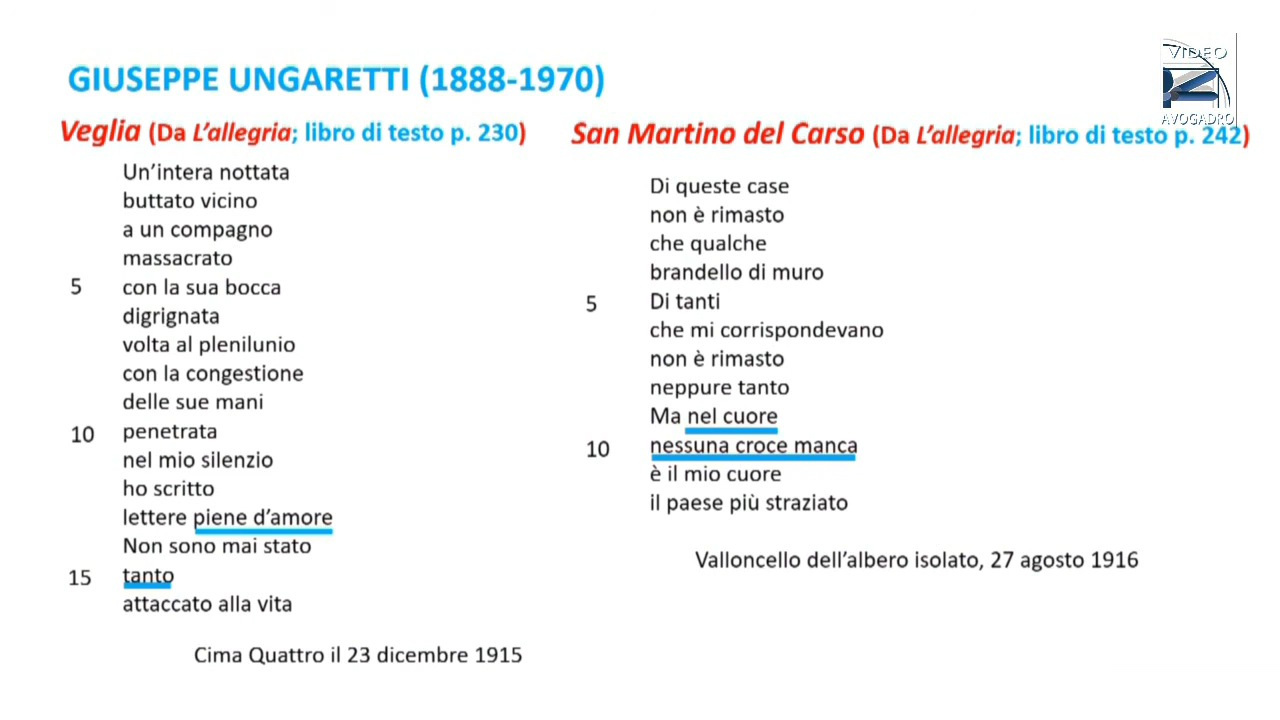 GIUSEPPE UNGARETTI (1888-1970)
VIDEO
AVOGADRO
Veglia (Da L'allegria; libro di testo p. 230)
Un'intera nottata
buttato vicino
a un compagno
massacrato
5 con la sua bocca
digrignata
volta al plenilunio
con la congestione
delle sue mani
10 penetrata
nel mio silenzio
ho scritto
lettere piene d'amore
Non sono mai stato
15 tanto
attaccato alla vita
Cima Quattro il 23 dicembre 1915
San Martino del Carso (Da L'allegria; libro di testo p. 242)
Di queste case
non è rimasto
che qualche
brandello di muro
5 Di tanti
che mi corrispondevano
non è rimasto
neppure tanto
Ma nel cuore
10 nessuna croce manca
è il mio cuore
il paese più straziato
Valloncello dell'albero isolato, 27 agosto 1916